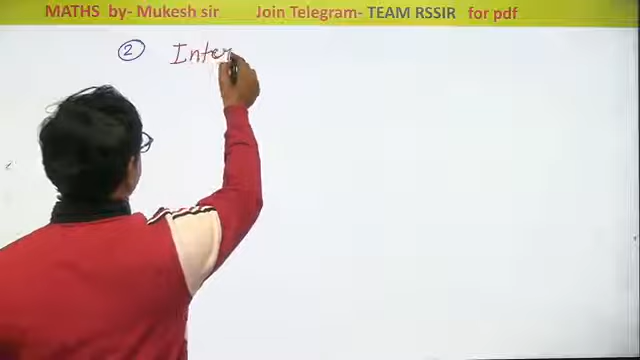 MATHS by- Mukesh sir Join Telegram- TEAM RSSIR for pdf
② Inter